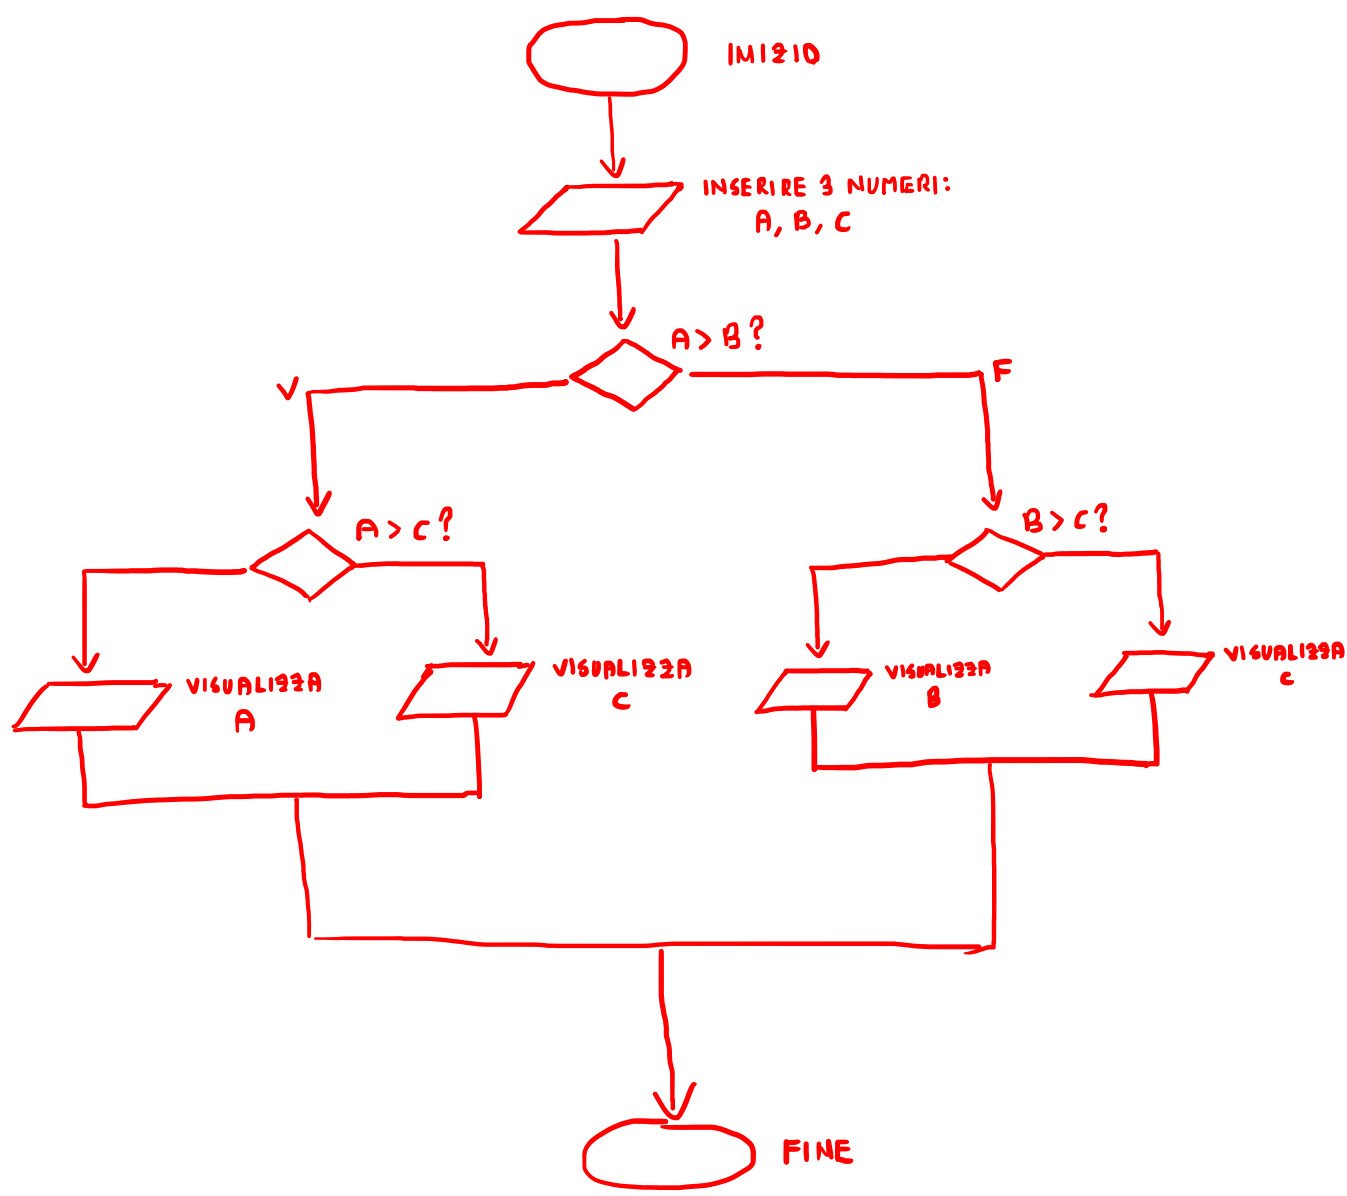 INIZIO
INSERIRE 3 NUMERI:
A, B, C
A > B?
V
F
A > C?
B > C?
VISUALIZZA
A
VISUALIZZA
C
VISUALIZZA
B
VISUALIZZA
C
FINE